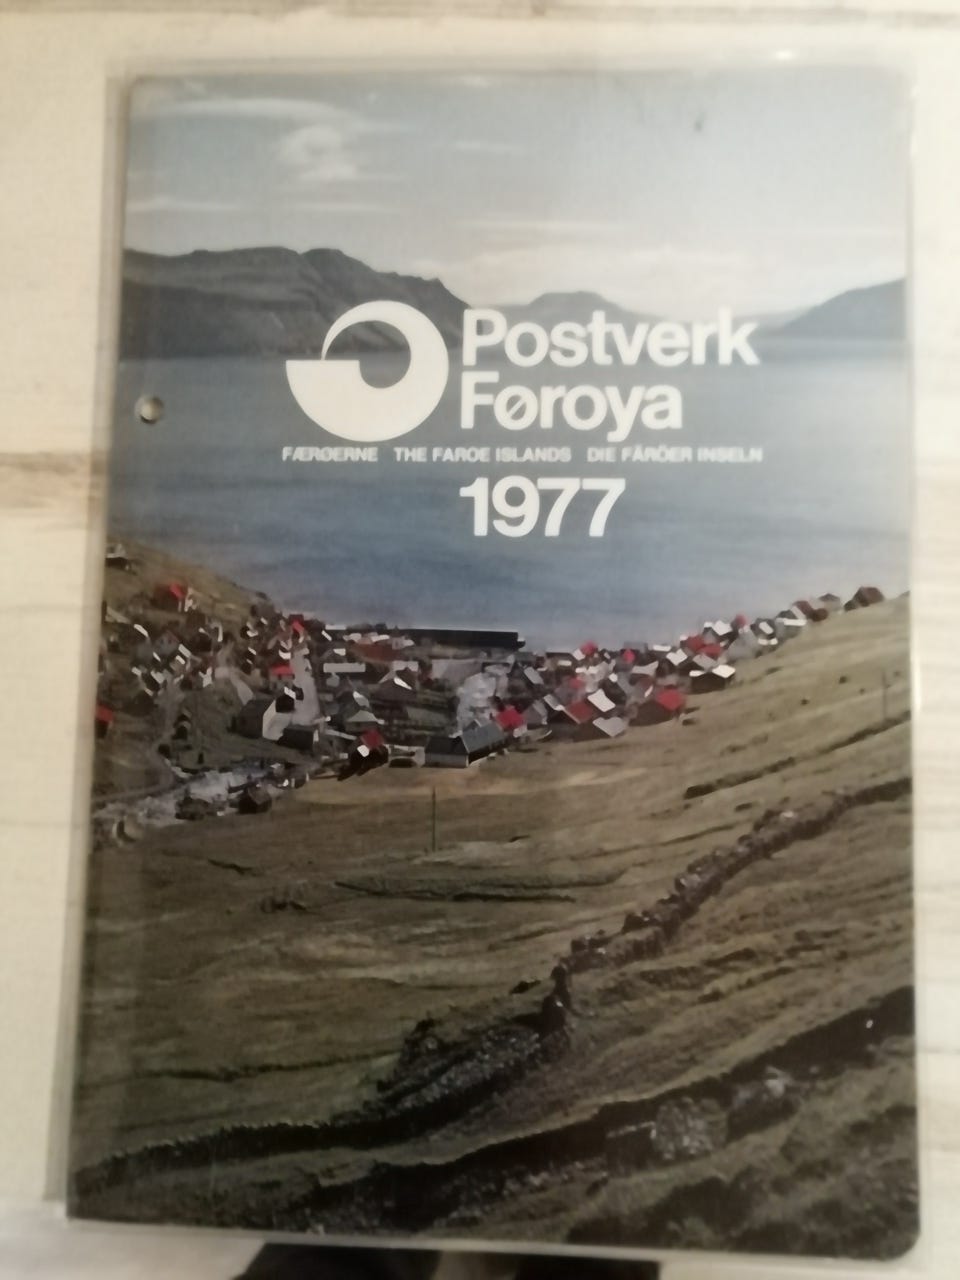 Postverk
Føroya
FÆRØERNE THE FAROE ISLANDS DIE FÄRÖER INSELN
1977